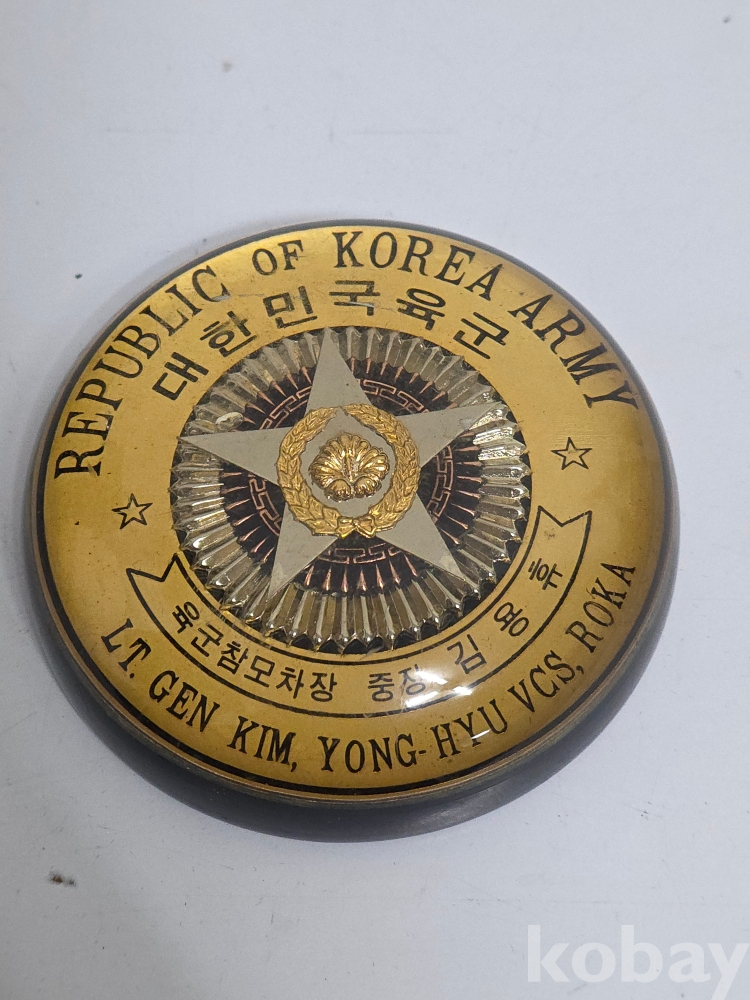 REPUBLIC OF KOREA ARMY
대한민국육군
육군참모차장 중장 김용휴
LT. GEN KIM, YONG-HYU VCS, ROKA
kobay